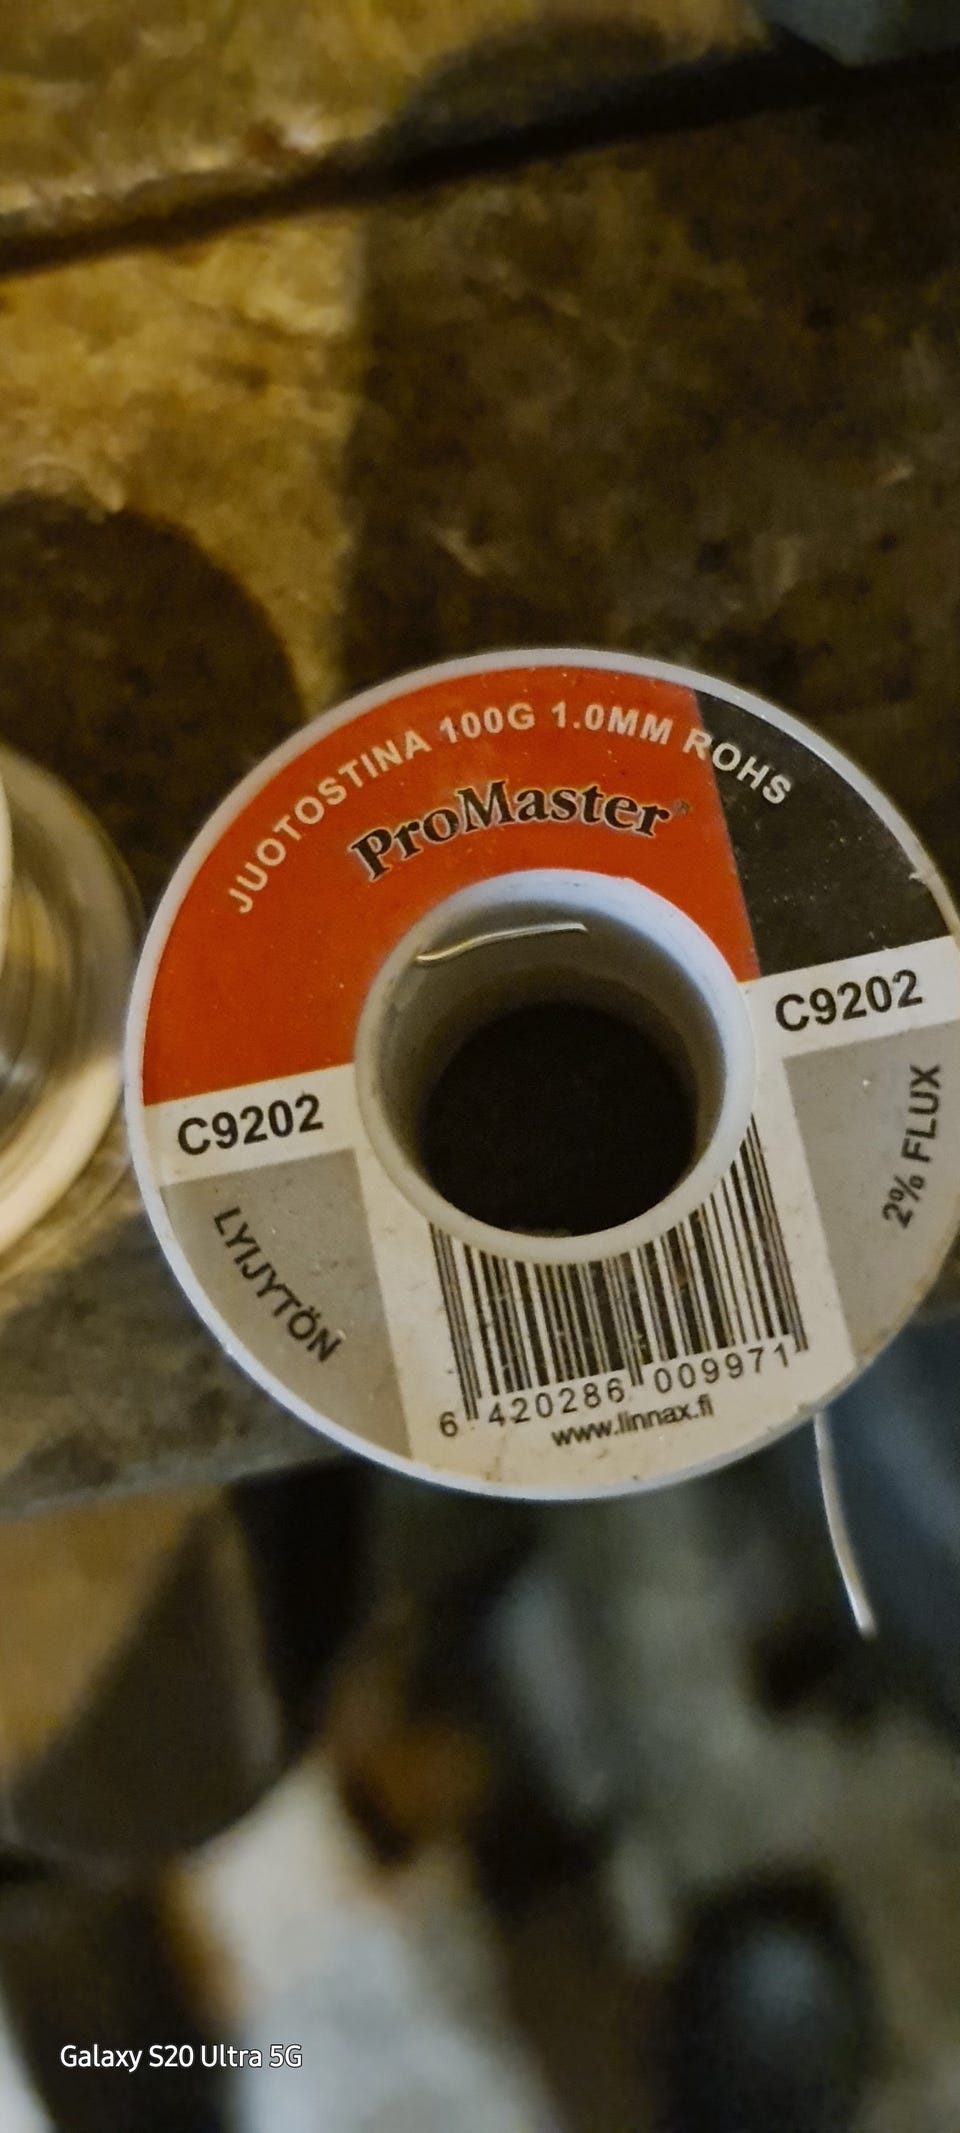 JUOTOSTINA 100G 1.0MM ROHS
ProMaster®
C9202
C9202
LYIJYTÖN
2% FLUX
6 420286 009971
www.linnax.fi
Galaxy S20 Ultra 5G